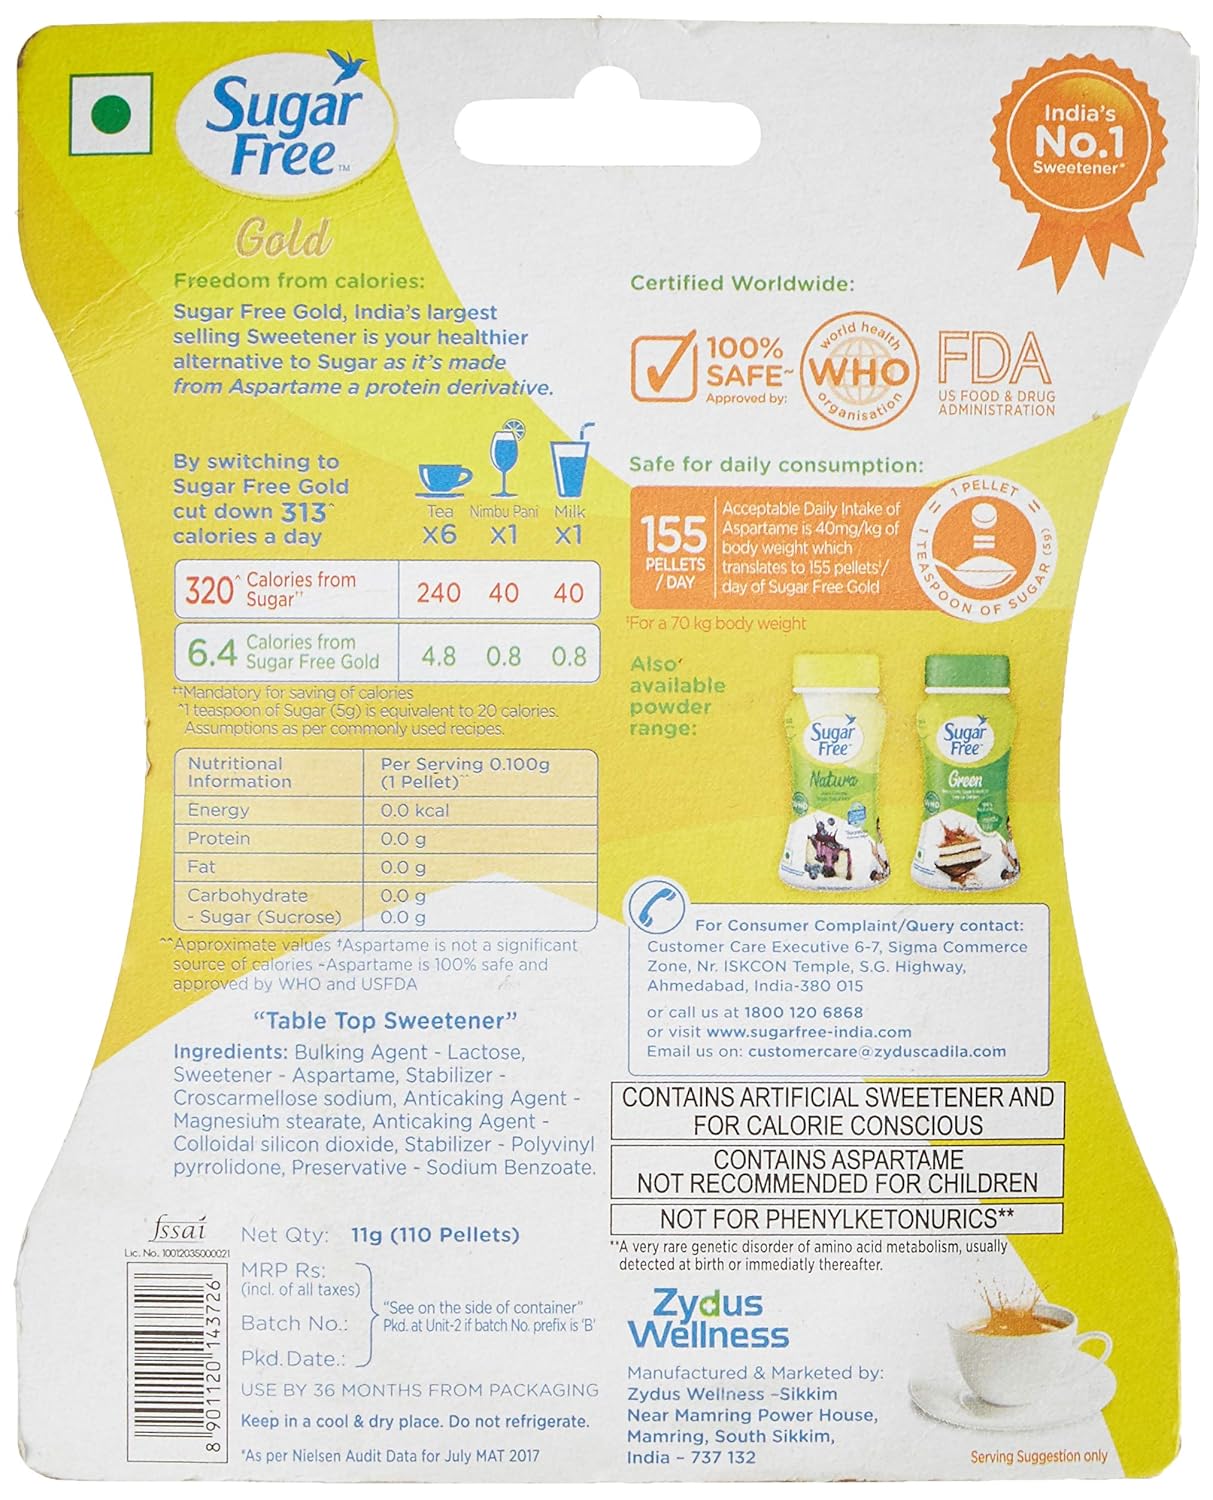 Sugar
Free™
Gold
India's
No.1
Sweetener*
Freedom from calories:
Sugar Free Gold, India's largest
selling Sweetener is your healthier
alternative to Sugar as it's made
from Aspartame a protein derivative.
By switching to
Sugar Free Gold
cut down 313^
calories a day
Tea Nimbu Pani Milk
X6 X1 X1
320^ Calories from
Sugar††
240 40 40
6.4 Calories from
Sugar Free Gold
4.8 0.8 0.8
††Mandatory for saving of calories
^1 teaspoon of Sugar (5g) is equivalent to 20 calories.
Assumptions as per commonly used recipes.
Nutritional
Information
Per Serving 0.100g
(1 Pellet)^^
Energy 0.0 kcal
Protein 0.0 g
Fat 0.0 g
Carbohydrate 0.0 g
- Sugar (Sucrose) 0.0 g
^^Approximate values †Aspartame is not a significant
source of calories ~Aspartame is 100% safe and
approved by WHO and USFDA
"Table Top Sweetener"
Ingredients: Bulking Agent - Lactose,
Sweetener - Aspartame, Stabilizer -
Croscarmellose sodium, Anticaking Agent -
Magnesium stearate, Anticaking Agent -
Colloidal silicon dioxide, Stabilizer - Polyvinyl
pyrrolidone, Preservative - Sodium Benzoate.
fssai
Lic. No. 10012035000021
8 901120 143726
Net Qty: 11g (110 Pellets)
MRP Rs:
(incl. of all taxes)
Batch No.:
Pkd. Date.:
"See on the side of container"
Pkd. at Unit-2 if batch No. prefix is 'B'
USE BY 36 MONTHS FROM PACKAGING
Keep in a cool & dry place. Do not refrigerate.
*As per Nielsen Audit Data for July MAT 2017
Certified Worldwide:
100%
SAFE~
Approved by:
world health
WHO
organisation
FDA
US FOOD & DRUG
ADMINISTRATION
Safe for daily consumption:
155
PELLETS
/DAY
Acceptable Daily Intake of
Aspartame is 40mg/kg of
body weight which
translates to 155 pellets‡/
day of Sugar Free Gold
= 1 PELLET =
1 TEASPOON OF SUGAR (5g)
‡For a 70 kg body weight
Also
available
powder
range:
Sugar
Free
Natura
Sugar
Free
Green
For Consumer Complaint/Query contact:
Customer Care Executive 6-7, Sigma Commerce
Zone, Nr. ISKCON Temple, S.G. Highway,
Ahmedabad, India-380 015
or call us at 1800 120 6868
or visit www.sugarfree-india.com
Email us on: customercare@zyduscadila.com
CONTAINS ARTIFICIAL SWEETENER AND
FOR CALORIE CONSCIOUS
CONTAINS ASPARTAME
NOT RECOMMENDED FOR CHILDREN
NOT FOR PHENYLKETONURICS**
**A very rare genetic disorder of amino acid metabolism, usually
detected at birth or immediatly thereafter.
Zydus
Wellness
Manufactured & Marketed by:
Zydus Wellness -Sikkim
Near Mamring Power House,
Mamring, South Sikkim,
India - 737 132
Serving Suggestion only